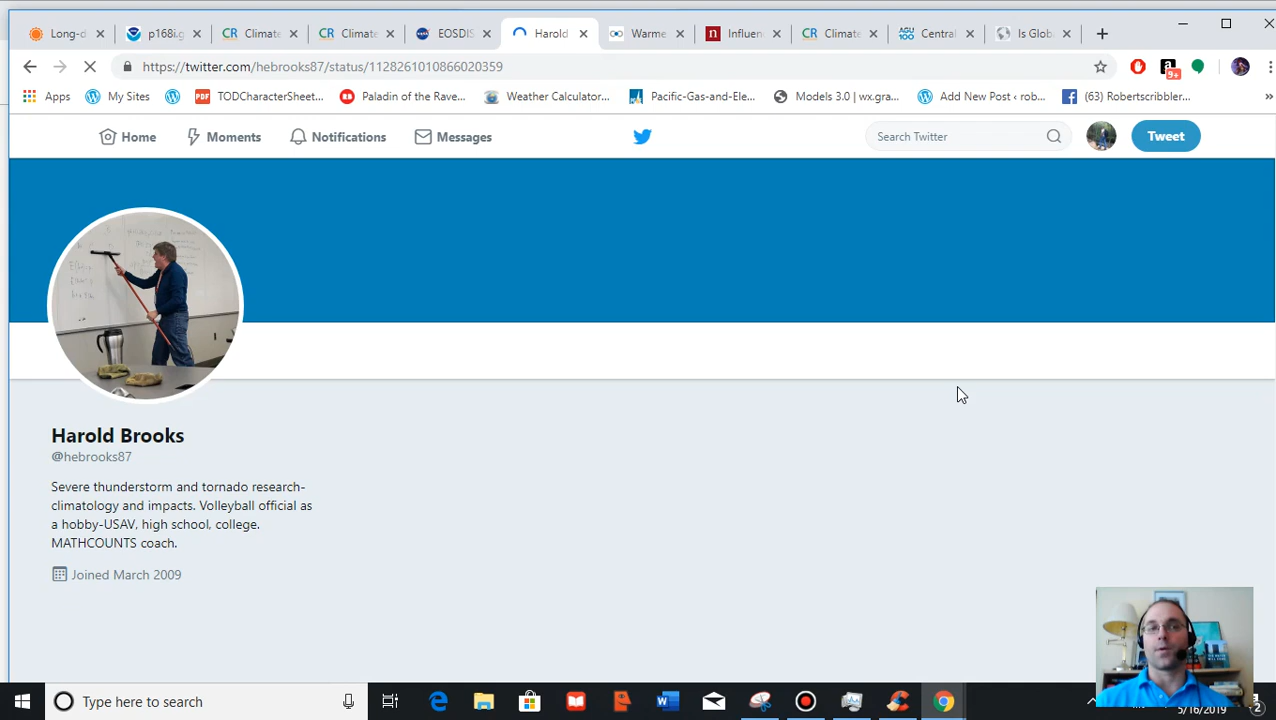 Long-d
p168i.g
Climate
Climate
EOSDIS
Harold
Warme
Influen
Climate
Central
Is Glob
https://twitter.com/hebrooks87/status/1128261010866020359
9+
Apps
My Sites
TODCharacterSheet...
Paladin of the Rave...
Weather Calculator...
Pacific-Gas-and-Ele...
Models 3.0 | wx.gra...
Add New Post ‹ rob...
(63) Robertscribbler...
»
Home
Moments
Notifications
Messages
Search Twitter
Tweet
Harold Brooks
@hebrooks87
Severe thunderstorm and tornado research-
climatology and impacts. Volleyball official as
a hobby-USAV, high school, college.
MATHCOUNTS coach.
Joined March 2009
Type here to search
5/16/2019
2